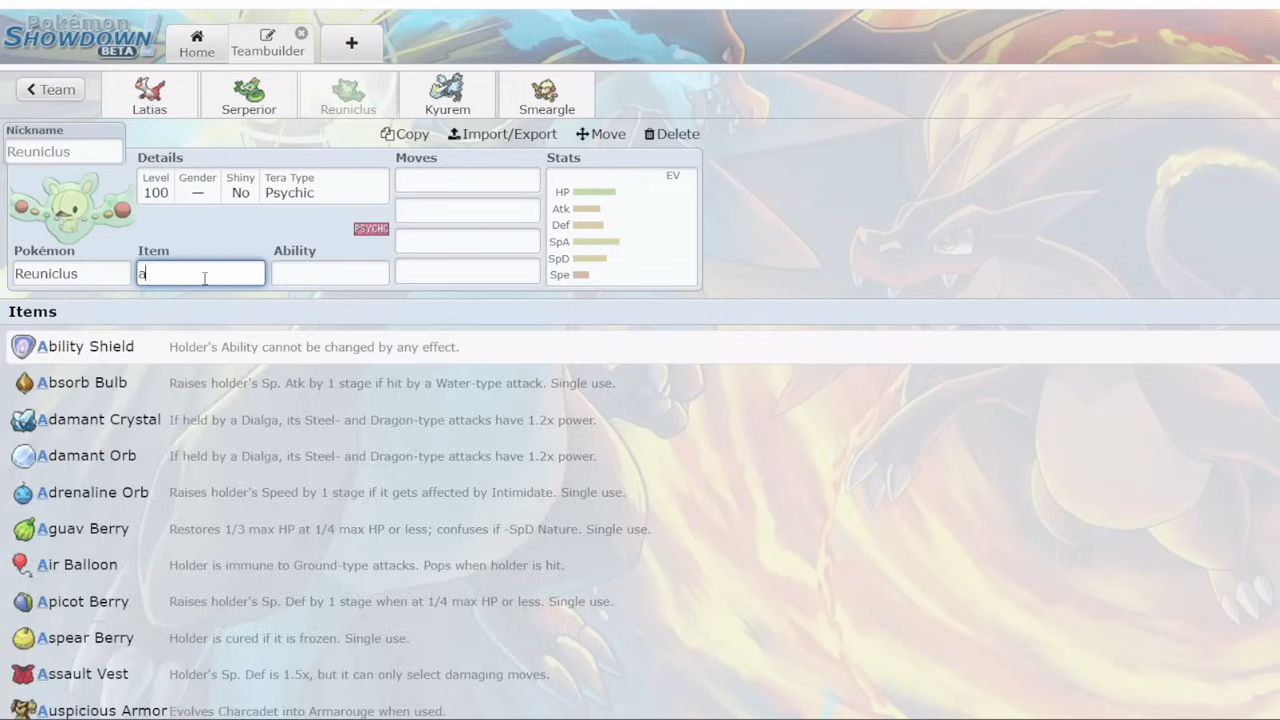 Pokémon
SHOWDOWN!
BETA
Home
Teambuilder
+
Team
Latias
Serperior
Reuniclus
Kyurem
Smeargle
Nickname
Reuniclus
Copy
Import/Export
Move
Delete
Details
Moves
Stats
Level
Gender
Shiny
Tera Type
100
—
No
Psychic
EV
HP
Atk
Def
SpA
SpD
Spe
PSYCHC
Pokémon
Item
Ability
Reuniclus
a
Items
Ability Shield Holder's Ability cannot be changed by any effect.
Absorb Bulb Raises holder's Sp. Atk by 1 stage if hit by a Water-type attack. Single use.
Adamant Crystal If held by a Dialga, its Steel- and Dragon-type attacks have 1.2x power.
Adamant Orb If held by a Dialga, its Steel- and Dragon-type attacks have 1.2x power.
Adrenaline Orb Raises holder's Speed by 1 stage if it gets affected by Intimidate. Single use.
Aguav Berry Restores 1/3 max HP at 1/4 max HP or less; confuses if -SpD Nature. Single use.
Air Balloon Holder is immune to Ground-type attacks. Pops when holder is hit.
Apicot Berry Raises holder's Sp. Def by 1 stage when at 1/4 max HP or less. Single use.
Aspear Berry Holder is cured if it is frozen. Single use.
Assault Vest Holder's Sp. Def is 1.5x, but it can only select damaging moves.
Auspicious Armor Evolves Charcadet into Armarouge when used.